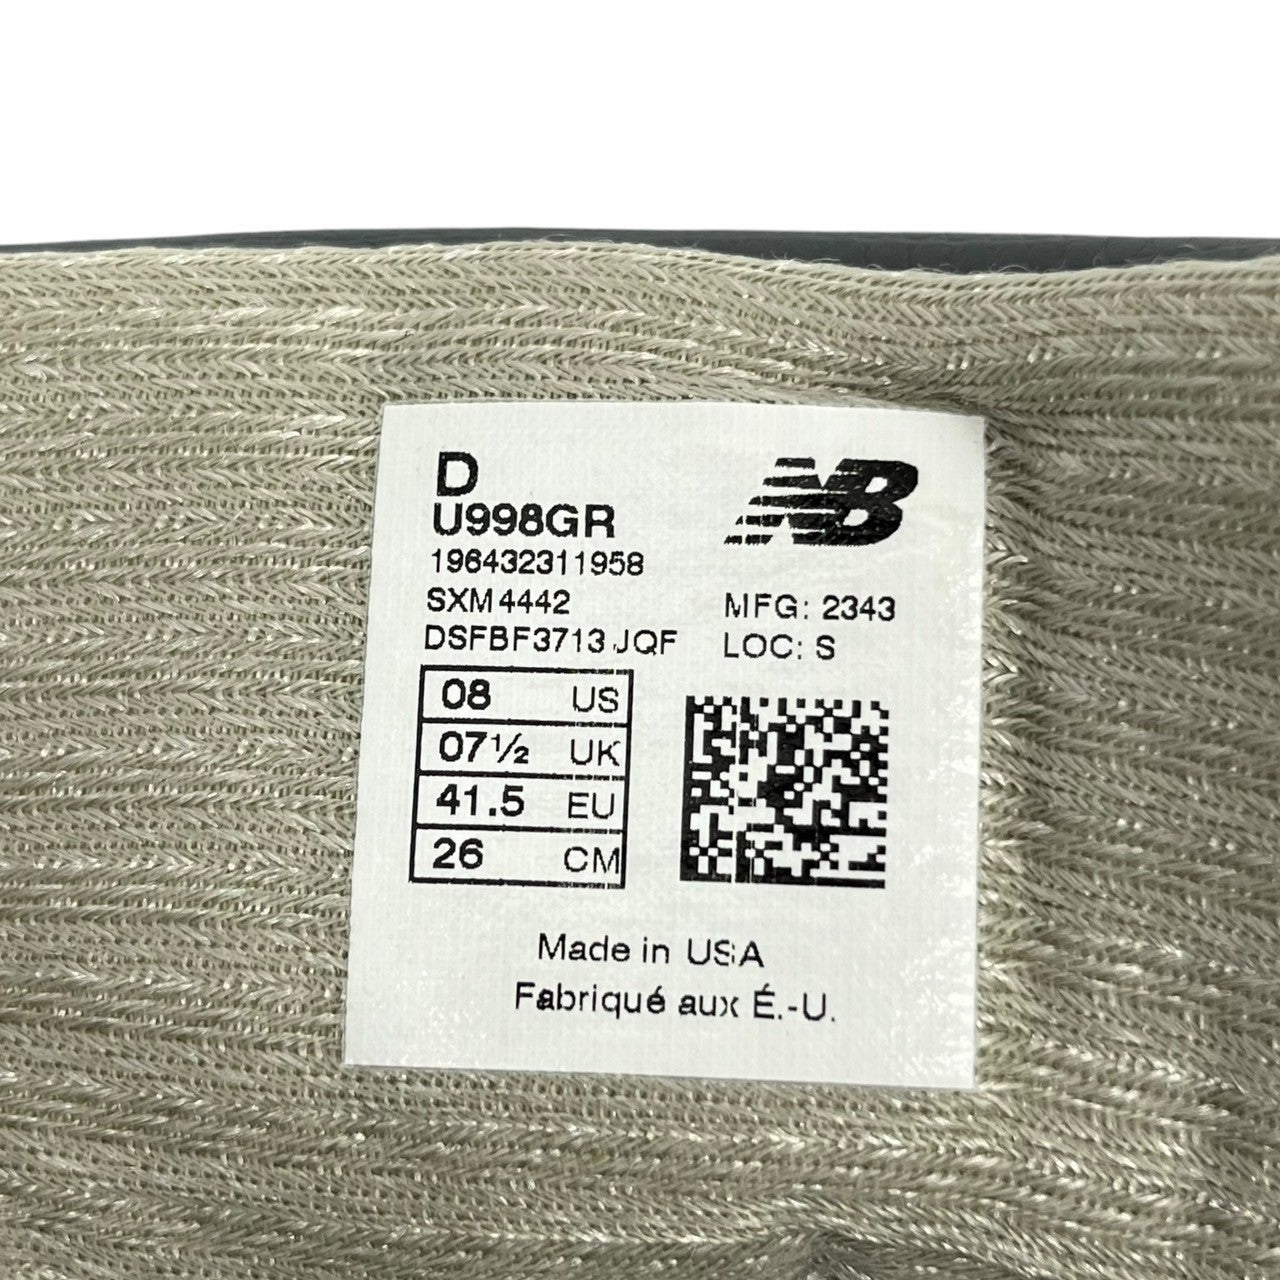 D
NB
U998GR
196432311958
SXM4442
MFG: 2343
DSFBF3713 JQF
LOC: S
08 US
07½ UK
41.5 EU
26 CM
Made in USA
Fabriqué aux É.-U.